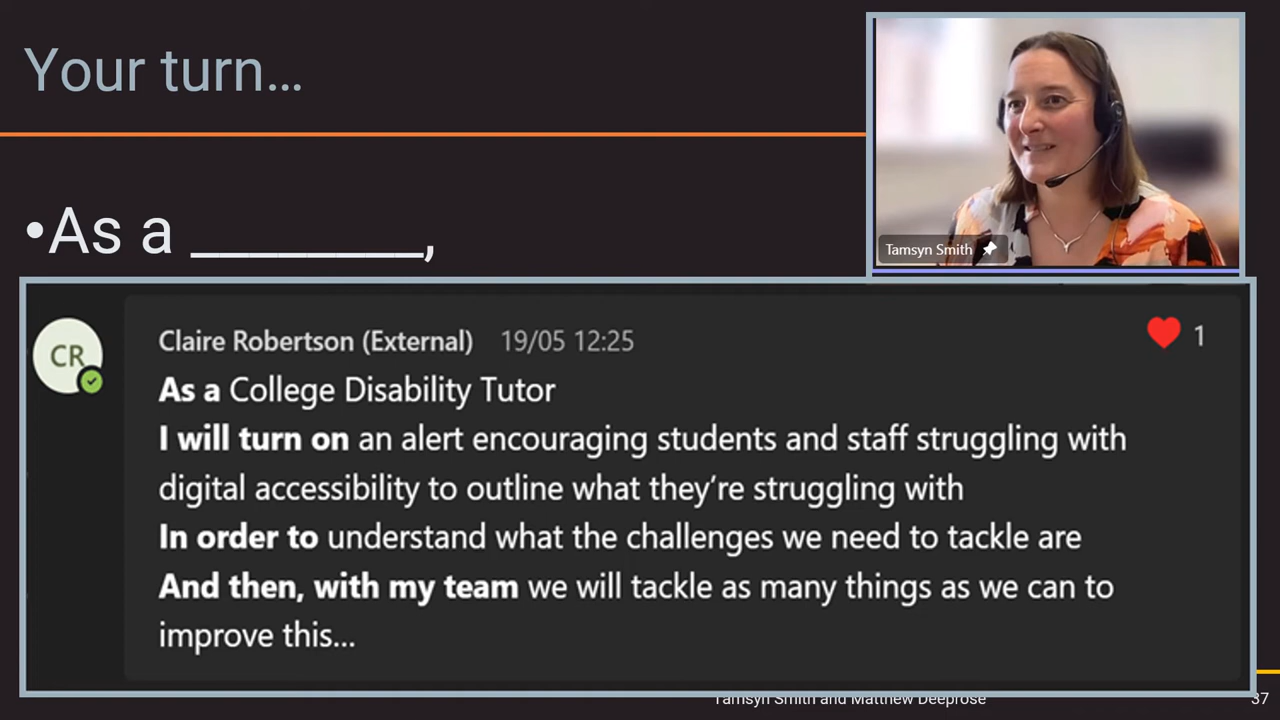 Your turn...
•As a ________,
Tamsyn Smith
CR
Claire Robertson (External) 19/05 12:25
1
As a College Disability Tutor
I will turn on an alert encouraging students and staff struggling with
digital accessibility to outline what they're struggling with
In order to understand what the challenges we need to tackle are
And then, with my team we will tackle as many things as we can to
improve this...
Tamsyn Smith and Matthew Deeprose
37